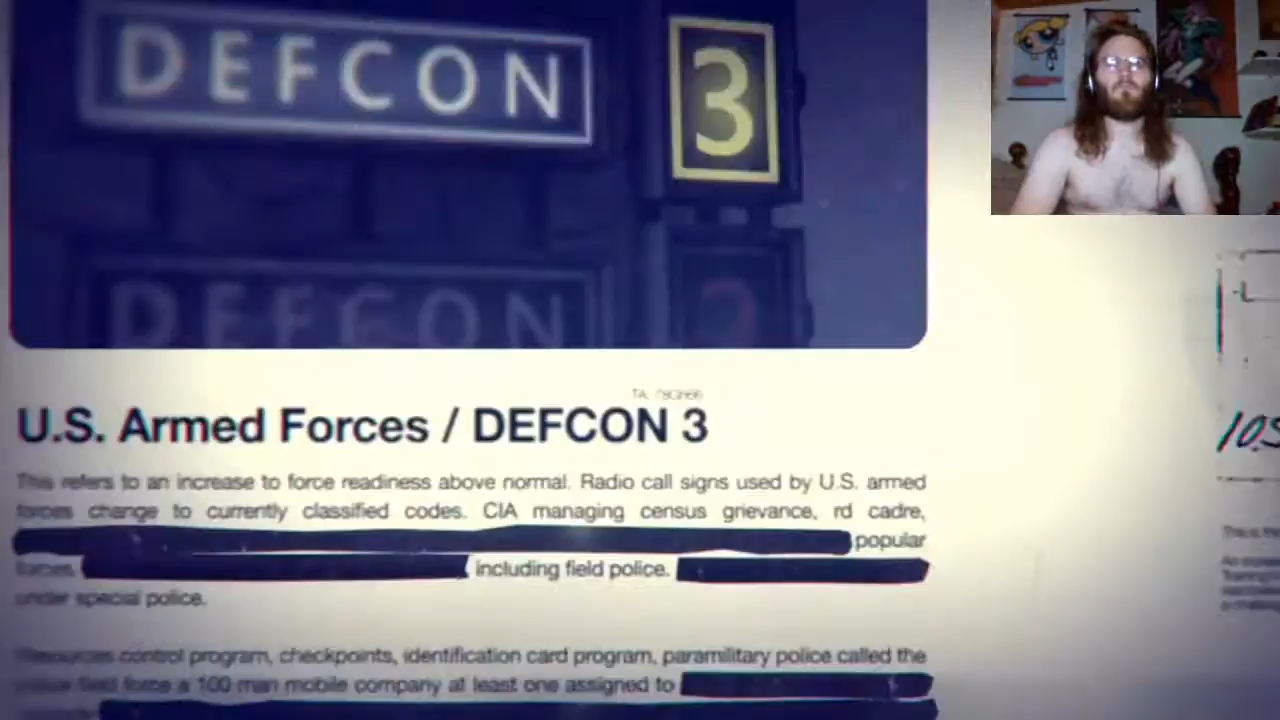 DEFCON 3
DEFCON
U.S. Armed Forces / DEFCON 3
This refers to an increase to force readiness above normal. Radio call signs used by U.S. armed
forces change to currently classified codes. CIA managing census grievance, rd cadre,
popular
forces, including field police.
under special police.
Resources control program, checkpoints, identification card program, paramilitary police called the
police field force a 100 man mobile company at least one assigned to